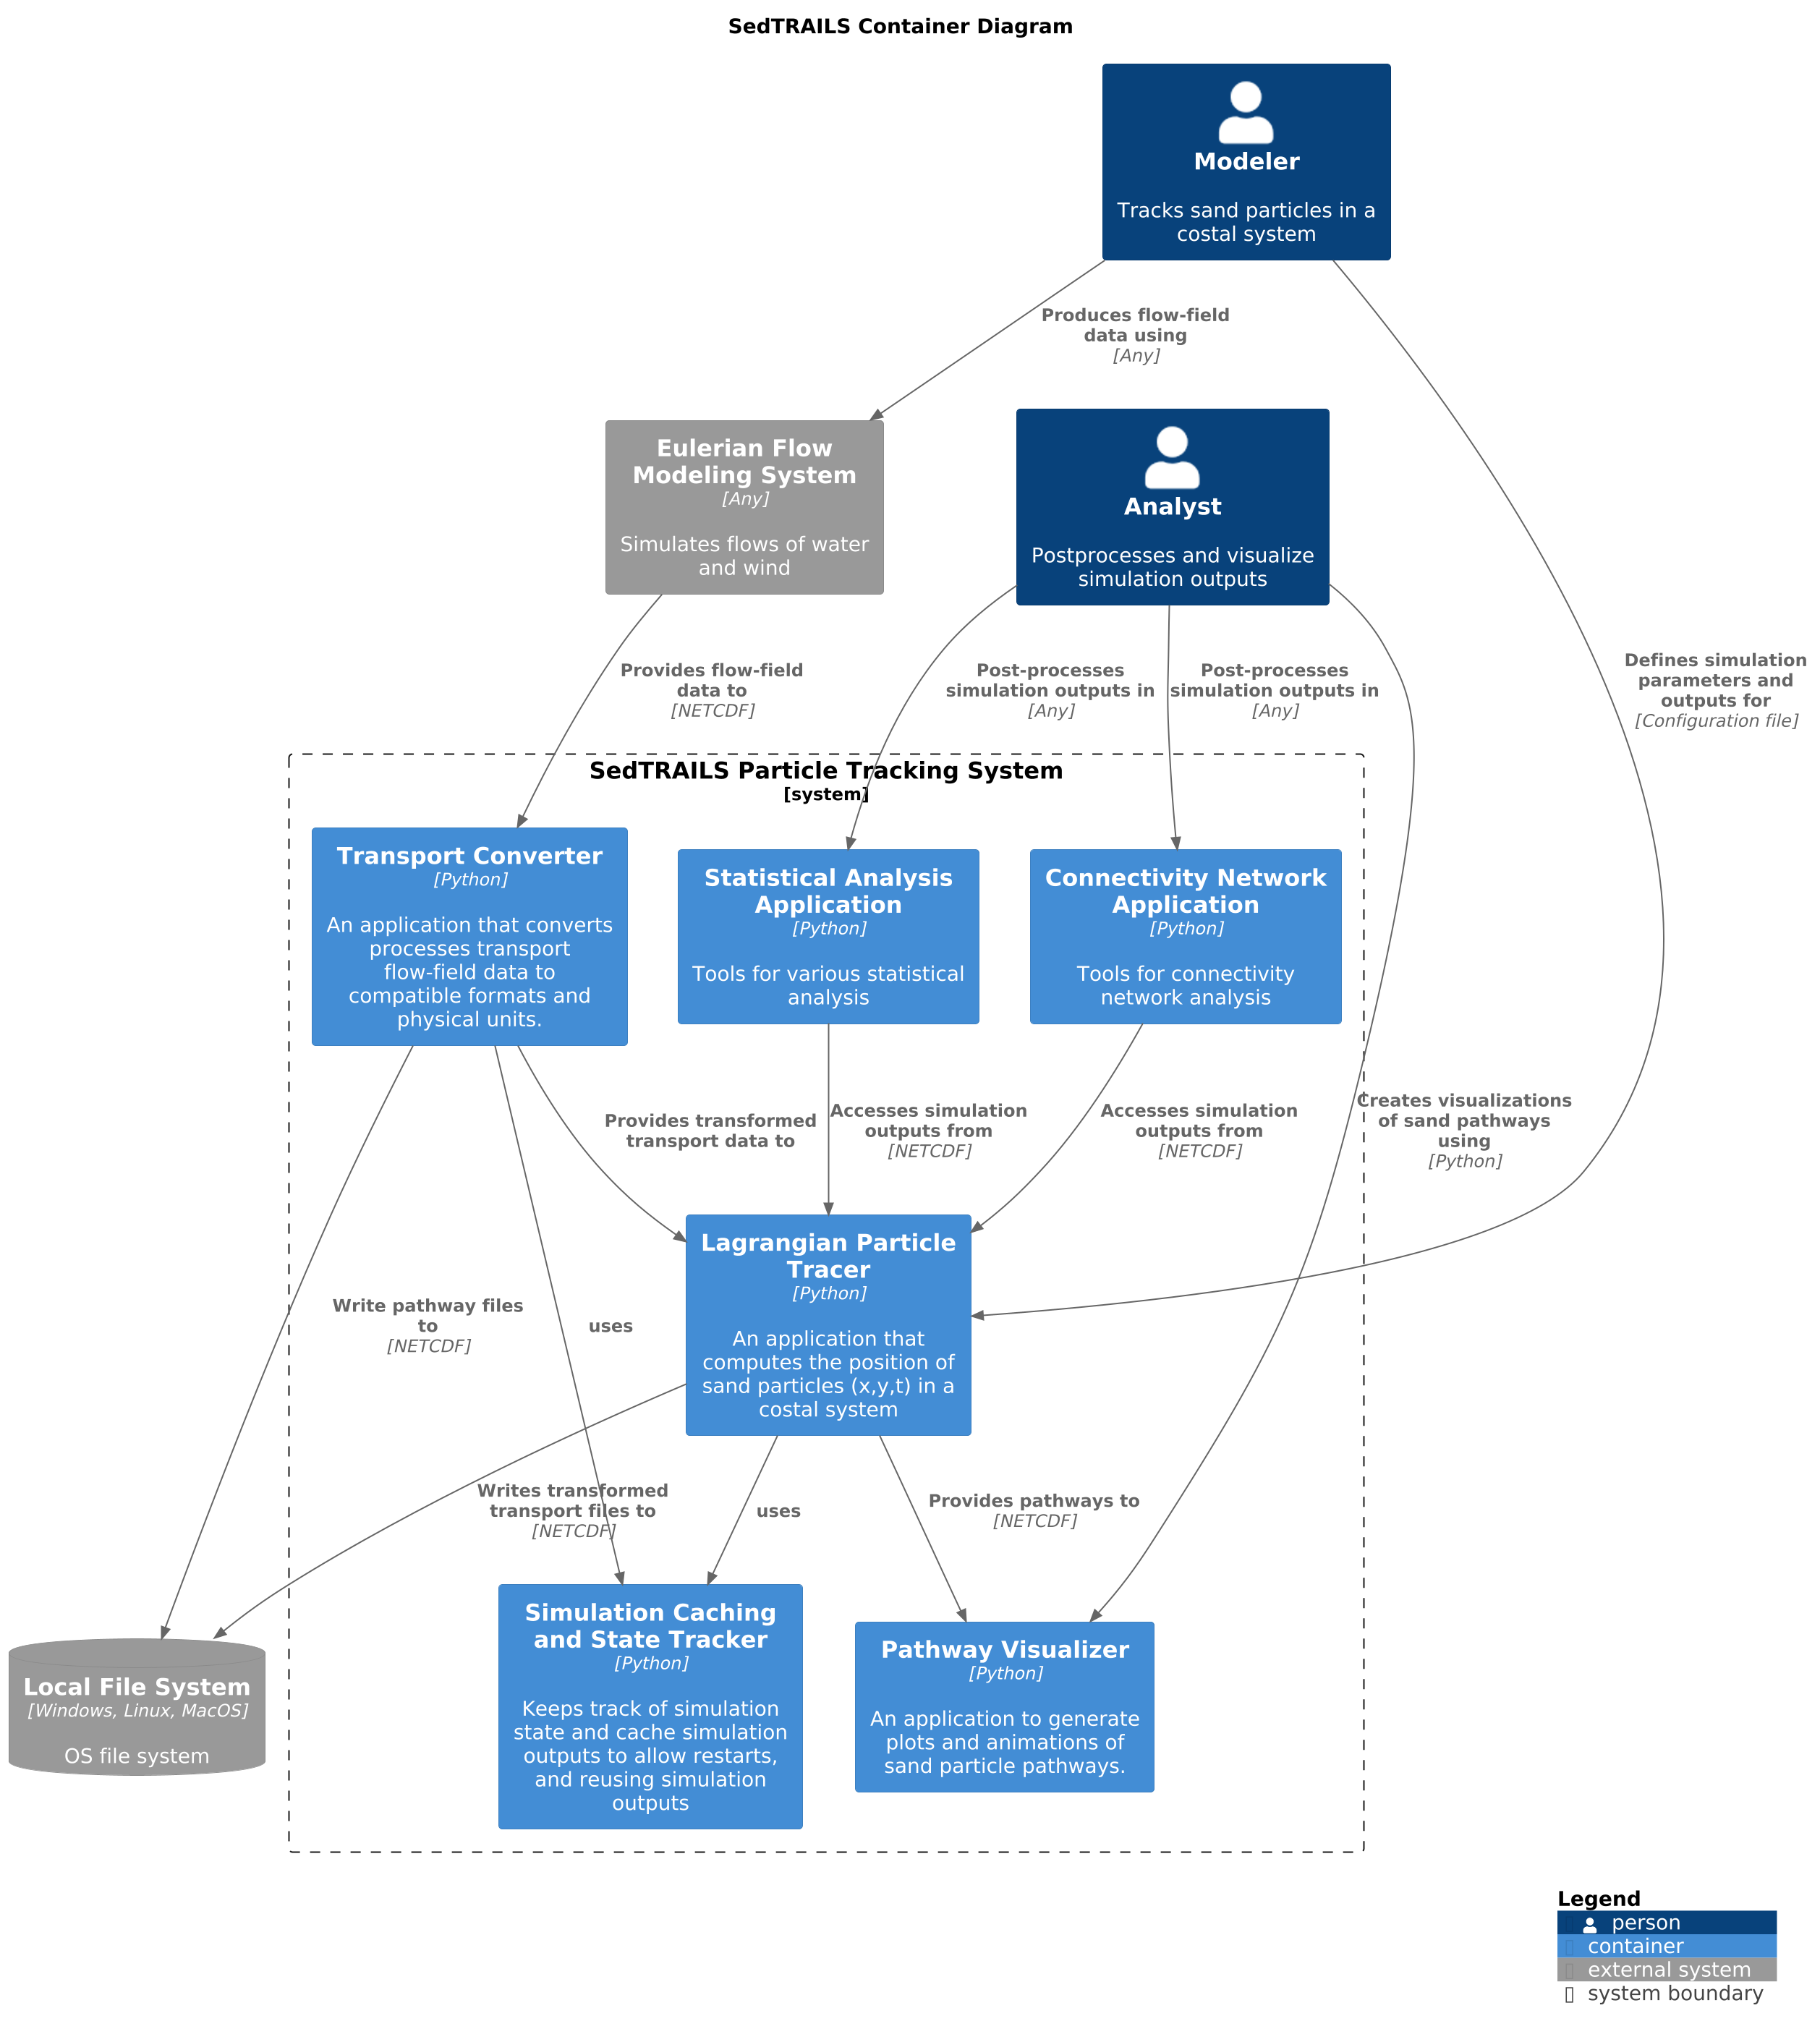 SedTRAILS Container Diagram
Modeler
Tracks sand particles in a
costal system
Produces flow-field
data using
[Any]
Eulerian Flow
Modeling System
[Any]
Simulates flows of water
and wind
Analyst
Postprocesses and visualize
simulation outputs
Provides flow-field
data to
[NETCDF]
Post-processes
simulation outputs in
[Any]
Post-processes
simulation outputs in
[Any]
Defines simulation
parameters and
outputs for
[Configuration file]
SedTRAILS Particle Tracking System
[system]
Transport Converter
[Python]
An application that converts
processes transport
flow-field data to
compatible formats and
physical units.
Statistical Analysis
Application
[Python]
Tools for various statistical
analysis
Connectivity Network
Application
[Python]
Tools for connectivity
network analysis
Provides transformed
transport data to
Accesses simulation
outputs from
[NETCDF]
Accesses simulation
outputs from
[NETCDF]
Creates visualizations
of sand pathways
using
[Python]
Lagrangian Particle
Tracer
[Python]
An application that
computes the position of
sand particles (x,y,t) in a
costal system
Write pathway files
to
[NETCDF]
uses
Writes transformed
transport files to
[NETCDF]
uses
Provides pathways to
[NETCDF]
Local File System
[Windows, Linux, MacOS]
OS file system
Simulation Caching
and State Tracker
[Python]
Keeps track of simulation
state and cache simulation
outputs to allow restarts,
and reusing simulation
outputs
Pathway Visualizer
[Python]
An application to generate
plots and animations of
sand particle pathways.
Legend
person
container
external system
system boundary